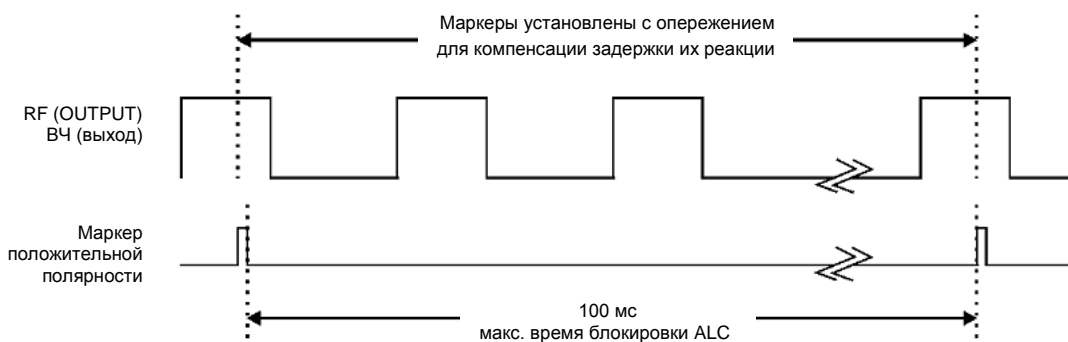 Маркеры установлены с опережением
для компенсации задержки их реакции
RF (OUTPUT)
ВЧ (выход)
Маркер
положительной
полярности
100 мс
макс. время блокировки ALC